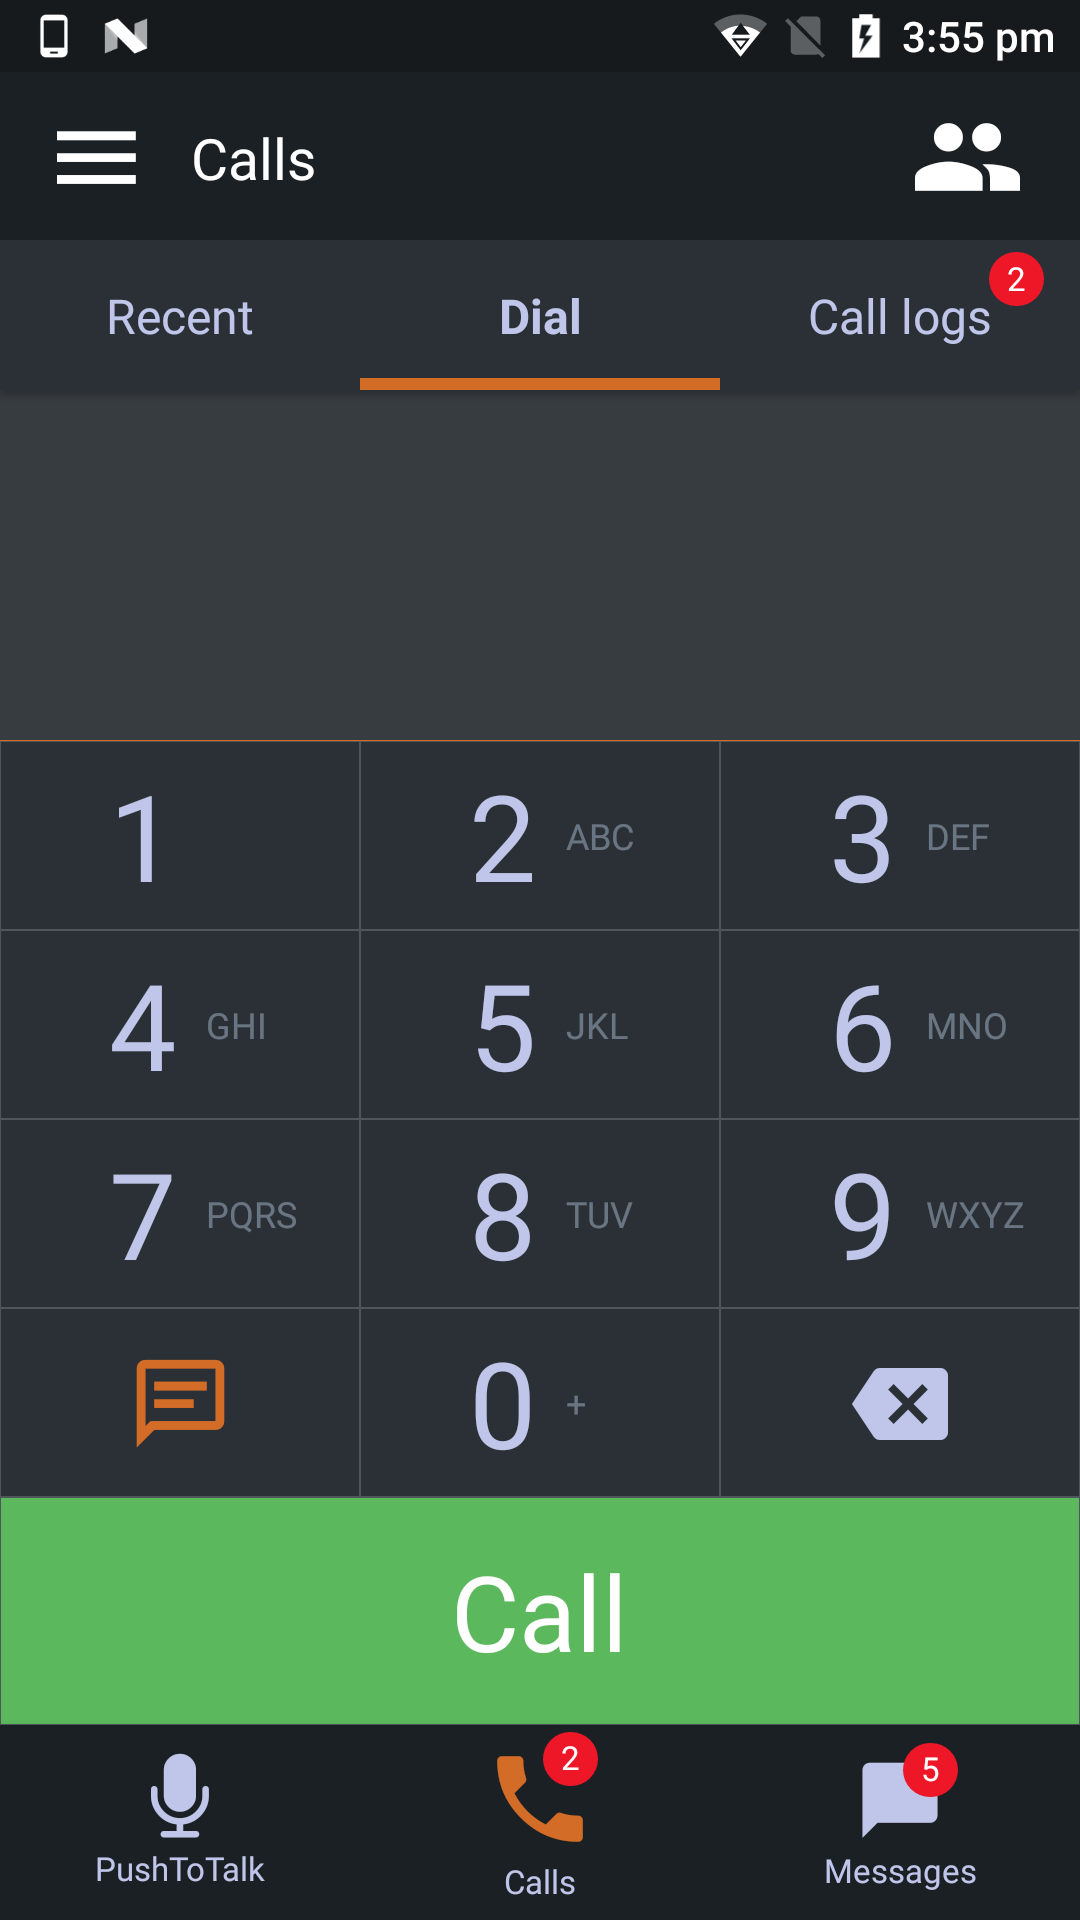 3:55 pm
Calls
Recent
Dial
Call logs
2
1
2 ABC
3 DEF
4 GHI
5 JKL
6 MNO
7 PQRS
8 TUV
9 WXYZ
0 +
Call
PushToTalk
2
Calls
5
Messages